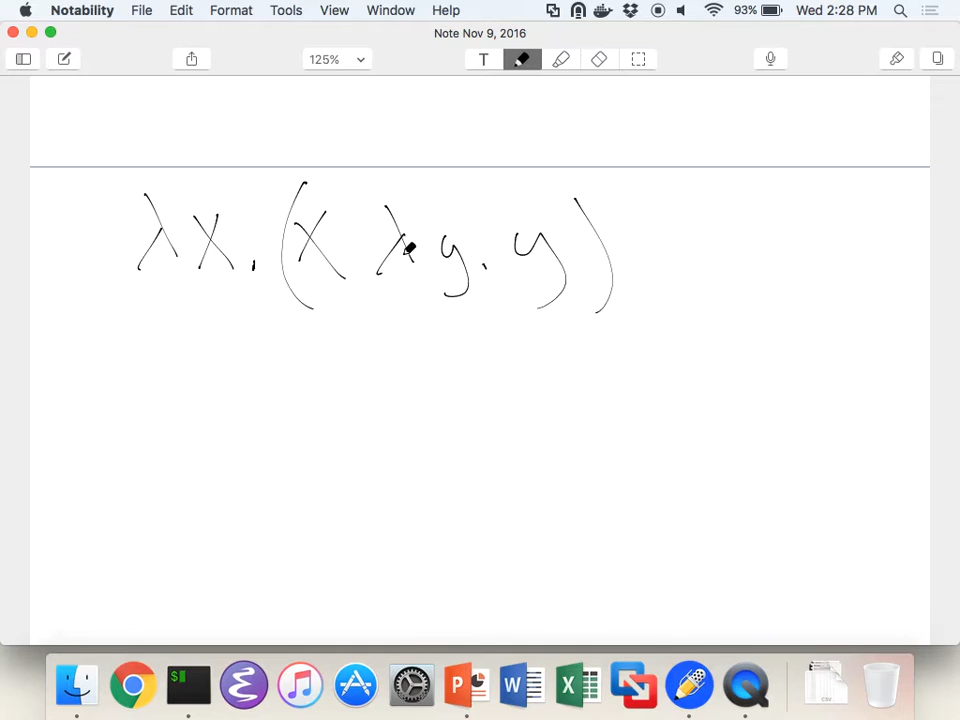 Notability File Edit Format Tools View Window Help 93% Wed 2:28 PM
Note Nov 9, 2016
125% T
λx.(x λy.y)
$
P W X CSV